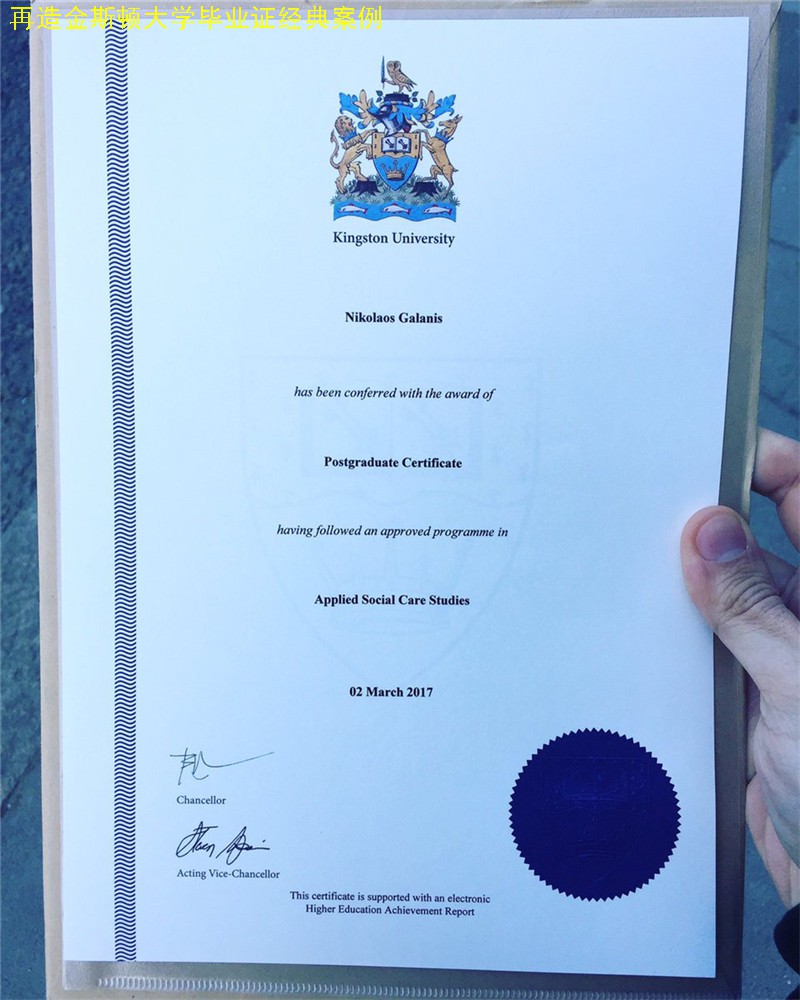 再造金斯顿大学毕业证经典案例
Kingston University
Nikolaos Galanis
has been conferred with the award of
Postgraduate Certificate
having followed an approved programme in
Applied Social Care Studies
02 March 2017
Chancellor
Acting Vice-Chancellor
This certificate is supported with an electronic
Higher Education Achievement Report